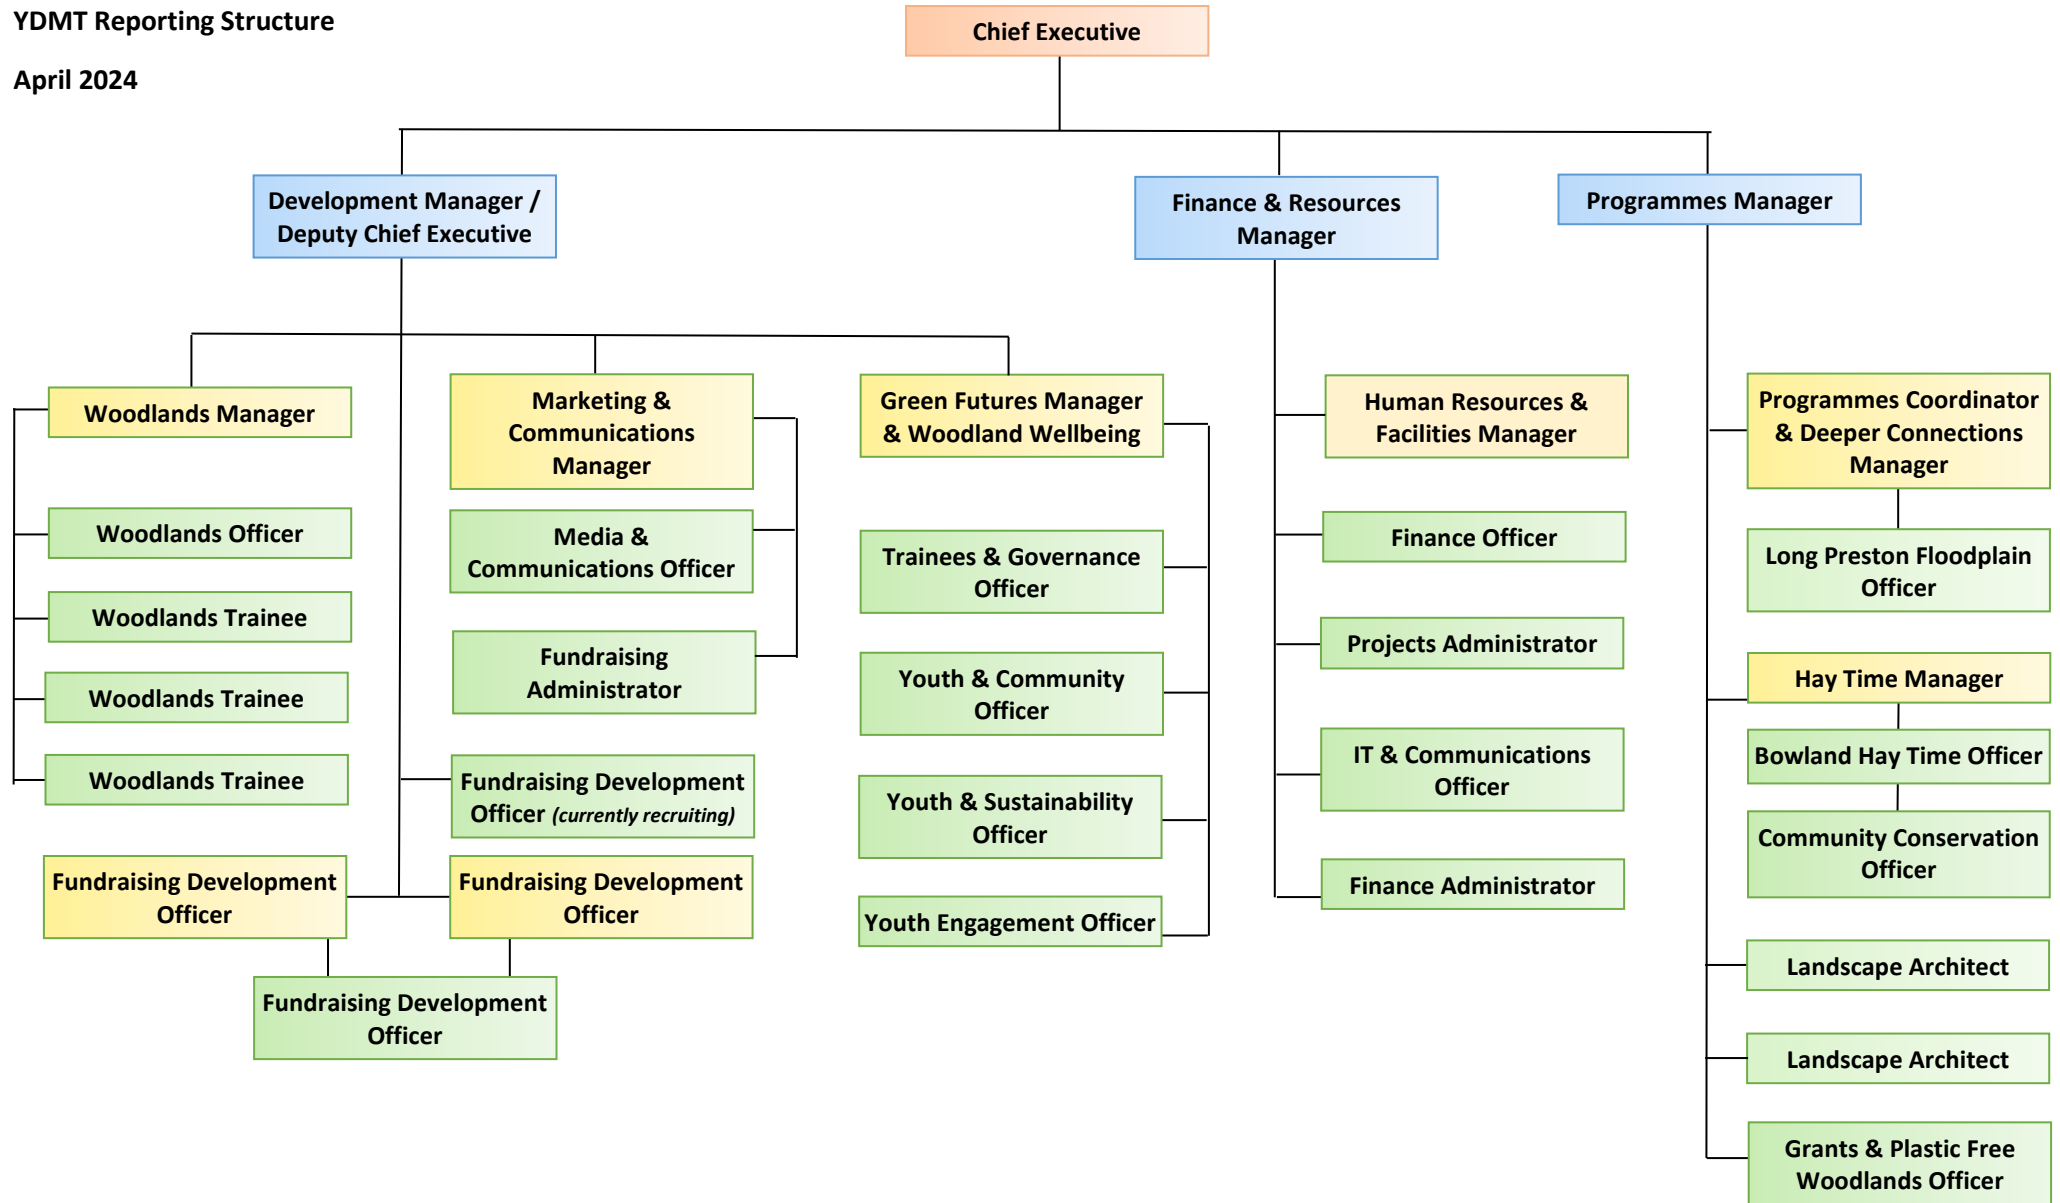 YDMT Reporting Structure
April 2024
Chief Executive
Development Manager /
Deputy Chief Executive
Finance & Resources
Manager
Programmes Manager
Woodlands Manager
Woodlands Officer
Woodlands Trainee
Woodlands Trainee
Woodlands Trainee
Marketing &
Communications
Manager
Media &
Communications Officer
Fundraising
Administrator
Fundraising Development
Officer (currently recruiting)
Fundraising Development
Officer
Fundraising Development
Officer
Fundraising Development
Officer
Green Futures Manager
& Woodland Wellbeing
Trainees & Governance
Officer
Youth & Community
Officer
Youth & Sustainability
Officer
Youth Engagement Officer
Human Resources &
Facilities Manager
Finance Officer
Projects Administrator
IT & Communications
Officer
Finance Administrator
Programmes Coordinator
& Deeper Connections
Manager
Long Preston Floodplain
Officer
Hay Time Manager
Bowland Hay Time Officer
Community Conservation
Officer
Landscape Architect
Landscape Architect
Grants & Plastic Free
Woodlands Officer